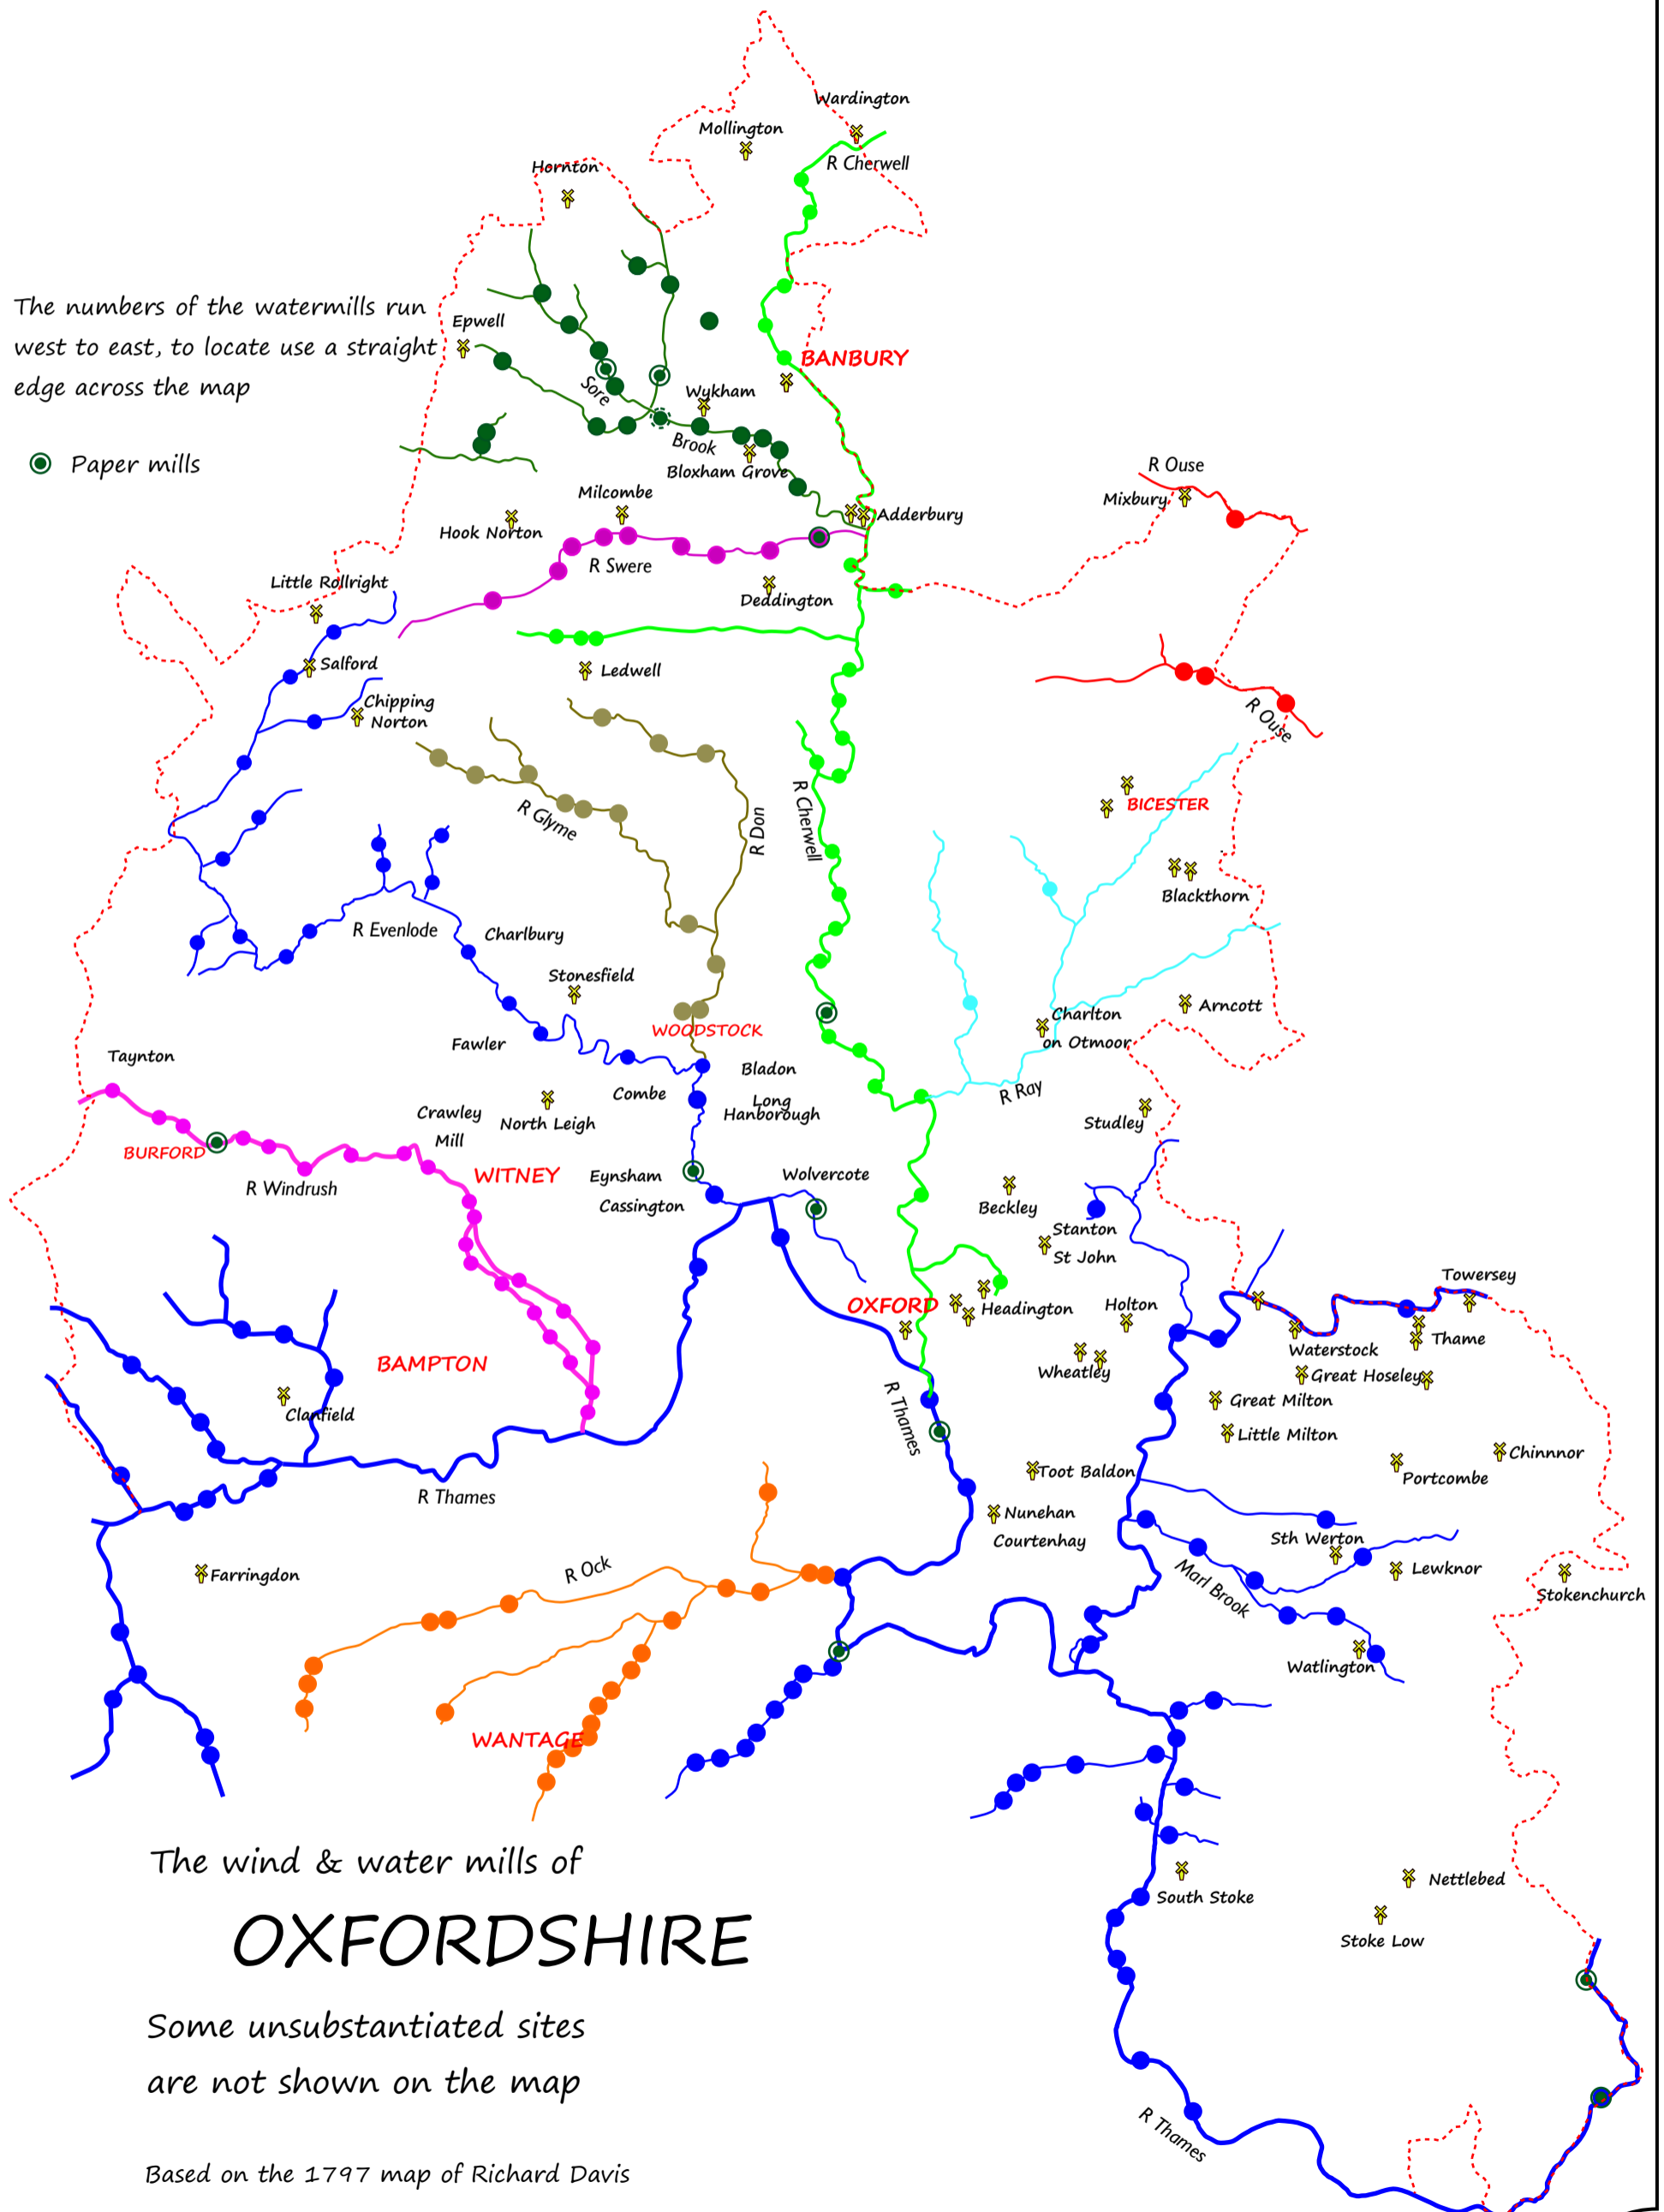 Wardington
Mollington
R Cherwell
Hornton
The numbers of the watermills run
west to east, to locate use a straight
edge across the map
Epwell
BANBURY
Sore
Wykham
Brook
Bloxham Grove
Paper mills
R Ouse
Mixbury
Milcombe
Hook Norton
Adderbury
R Swere
Little Rollright
Deddington
Salford
Ledwell
Chipping
Norton
R Ouse
R Glyme
R Don
R Cherwell
BICESTER
Blackthorn
R Evenlode
Charlbury
Stonesfield
Arncott
Charlton
on Otmoor
WOODSTOCK
Fawler
Taynton
Bladon
Combe
Long
Hanborough
R Ray
Crawley
Mill
North Leigh
Studley
BURFORD
WITNEY
R Windrush
Eynsham
Wolvercote
Cassington
Beckley
Stanton
St John
Towersey
OXFORD
Headington
Holton
Thame
Waterstock
BAMPTON
Wheatley
Great Hoseley
Clanfield
R Thames
Great Milton
Little Milton
Chinnnor
Toot Baldon
Portcombe
R Thames
Nunehan
Courtenhay
Sth Werton
Farringdon
R Ock
Marl Brook
Lewknor
Stokenchurch
Watlington
WANTAGE
The wind & water mills of
OXFORDSHIRE
South Stoke
Nettlebed
Stoke Low
Some unsubstantiated sites
are not shown on the map
R Thames
Based on the 1797 map of Richard Davis